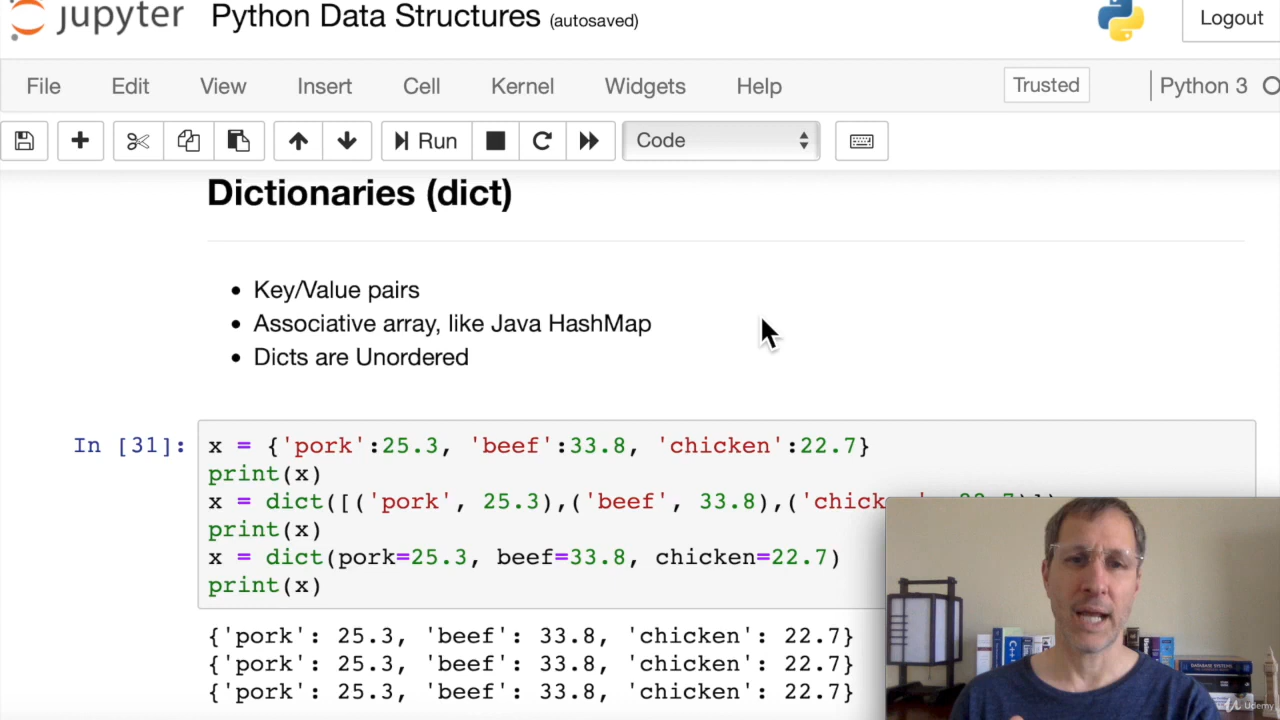 jupyter Python Data Structures (autosaved) Logout
File Edit View Insert Cell Kernel Widgets Help Trusted Python 3
Run Code
Dictionaries (dict)
• Key/Value pairs
• Associative array, like Java HashMap
• Dicts are Unordered
In [31]: x = {'pork':25.3, 'beef':33.8, 'chicken':22.7}
print(x)
x = dict([('pork', 25.3),('beef', 33.8),('chick
print(x)
x = dict(pork=25.3, beef=33.8, chicken=22.7)
print(x)
{'pork': 25.3, 'beef': 33.8, 'chicken': 22.7}
{'pork': 25.3, 'beef': 33.8, 'chicken': 22.7}
{'pork': 25.3, 'beef': 33.8, 'chicken': 22.7}
C++
DATABASE SYSTEMS
Udemy